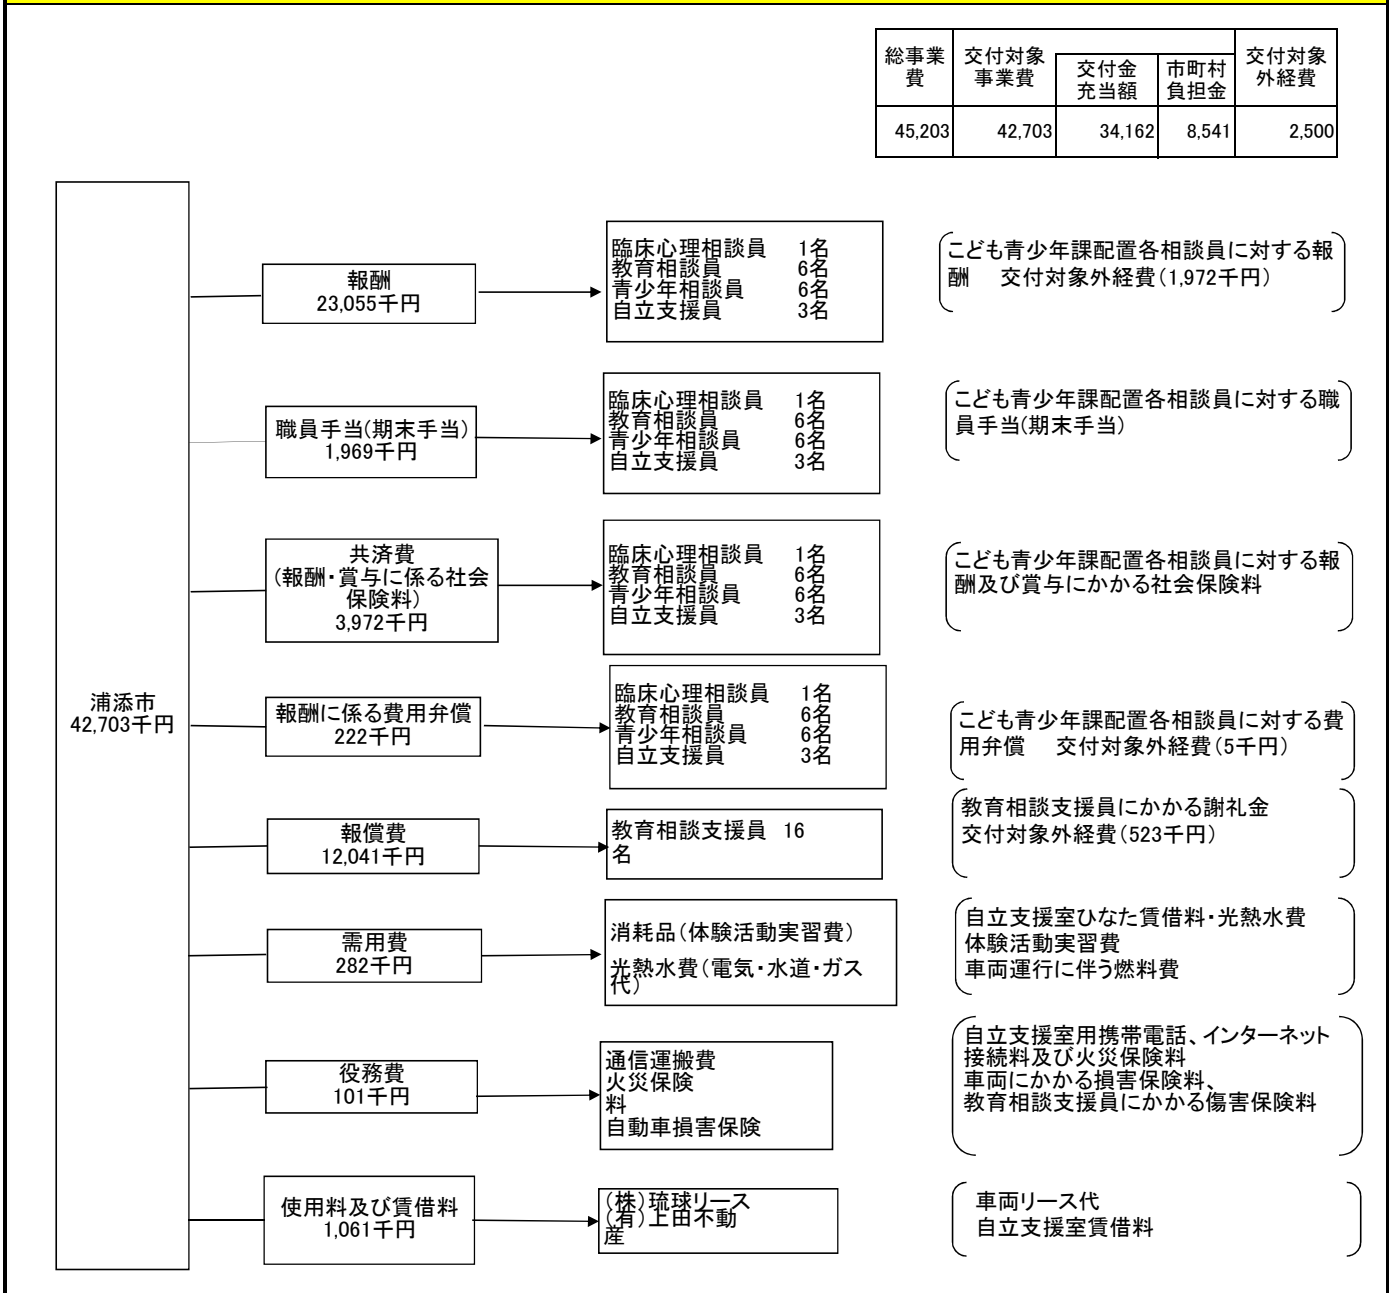 総事業費
交付対象事業費
交付金充当額
市町村負担金
交付対象外経費
45,203 42,703 34,162 8,541 2,500
浦添市
42,703千円
報酬
23,055千円
臨床心理相談員 1名
教育相談員 6名
青少年相談員 6名
自立支援員 3名
こども青少年課配置各相談員に対する報
酬 交付対象外経費(1,972千円)
職員手当(期末手当)
1,969千円
臨床心理相談員 1名
教育相談員 6名
青少年相談員 6名
自立支援員 3名
こども青少年課配置各相談員に対する職
員手当(期末手当)
共済費
(報酬・賞与に係る社会
保険料)
3,972千円
臨床心理相談員 1名
教育相談員 6名
青少年相談員 6名
自立支援員 3名
こども青少年課配置各相談員に対する報
酬及び賞与にかかる社会保険料
報酬に係る費用弁償
222千円
臨床心理相談員 1名
教育相談員 6名
青少年相談員 6名
自立支援員 3名
こども青少年課配置各相談員に対する費
用弁償 交付対象外経費(5千円)
報償費
12,041千円
教育相談支援員 16
名
教育相談支援員にかかる謝礼金
交付対象外経費(523千円)
需用費
282千円
消耗品(体験活動実習費)
光熱水費(電気・水道・ガス
代)
自立支援室ひなた賃借料・光熱水費
体験活動実習費
車両運行に伴う燃料費
役務費
101千円
通信運搬費
火災保険
料
自動車損害保険
自立支援室用携帯電話、インターネット
接続料及び火災保険料
車両にかかる損害保険料、
教育相談支援員にかかる傷害保険料
使用料及び賃借料
1,061千円
(株)琉球リース
(有)上田不動
産
車両リース代
自立支援室賃借料